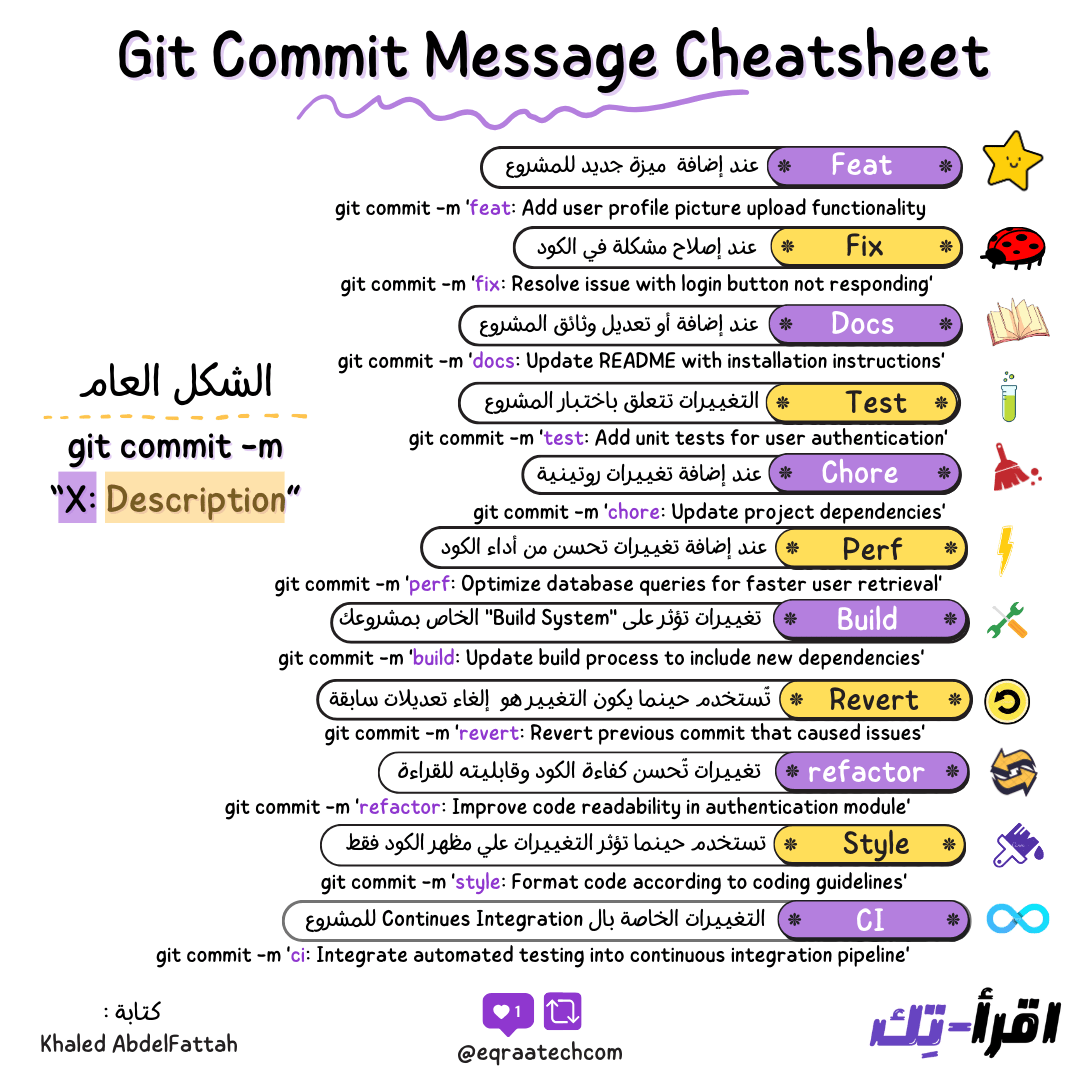 Git Commit Message Cheatsheet
Feat عند إضافة ميزة جديد للمشروع
git commit -m 'feat: Add user profile picture upload functionality
Fix عند إصلاح مشكلة في الكود
git commit -m 'fix: Resolve issue with login button not responding'
Docs عند إضافة أو تعديل وثائق المشروع
git commit -m 'docs: Update README with installation instructions'
Test التغييرات تتعلق باختبار المشروع
git commit -m 'test: Add unit tests for user authentication'
Chore عند إضافة تغييرات روتينية
git commit -m 'chore: Update project dependencies'
Perf عند إضافة تغييرات تحسن من أداء الكود
git commit -m 'perf: Optimize database queries for faster user retrieval'
Build تغييرات تؤثر على "Build System" الخاص بمشروعك
git commit -m 'build: Update build process to include new dependencies'
Revert تًستخدم حينما يكون التغيير هو إلغاء تعديلات سابقة
git commit -m 'revert: Revert previous commit that caused issues'
refactor تغييرات تًحسن كفاءة الكود وقابليته للقراءة
git commit -m 'refactor: Improve code readability in authentication module'
Style تستخدم حينما تؤثر التغييرات علي مظهر الكود فقط
git commit -m 'style: Format code according to coding guidelines'
CI التغييرات الخاصة بال Continues Integration للمشروع
git commit -m 'ci: Integrate automated testing into continuous integration pipeline'
الشكل العام
git commit -m
"X: Description"
كتابة :
Khaled AbdelFattah
1
@eqraatechcom
اقرأ-تِك